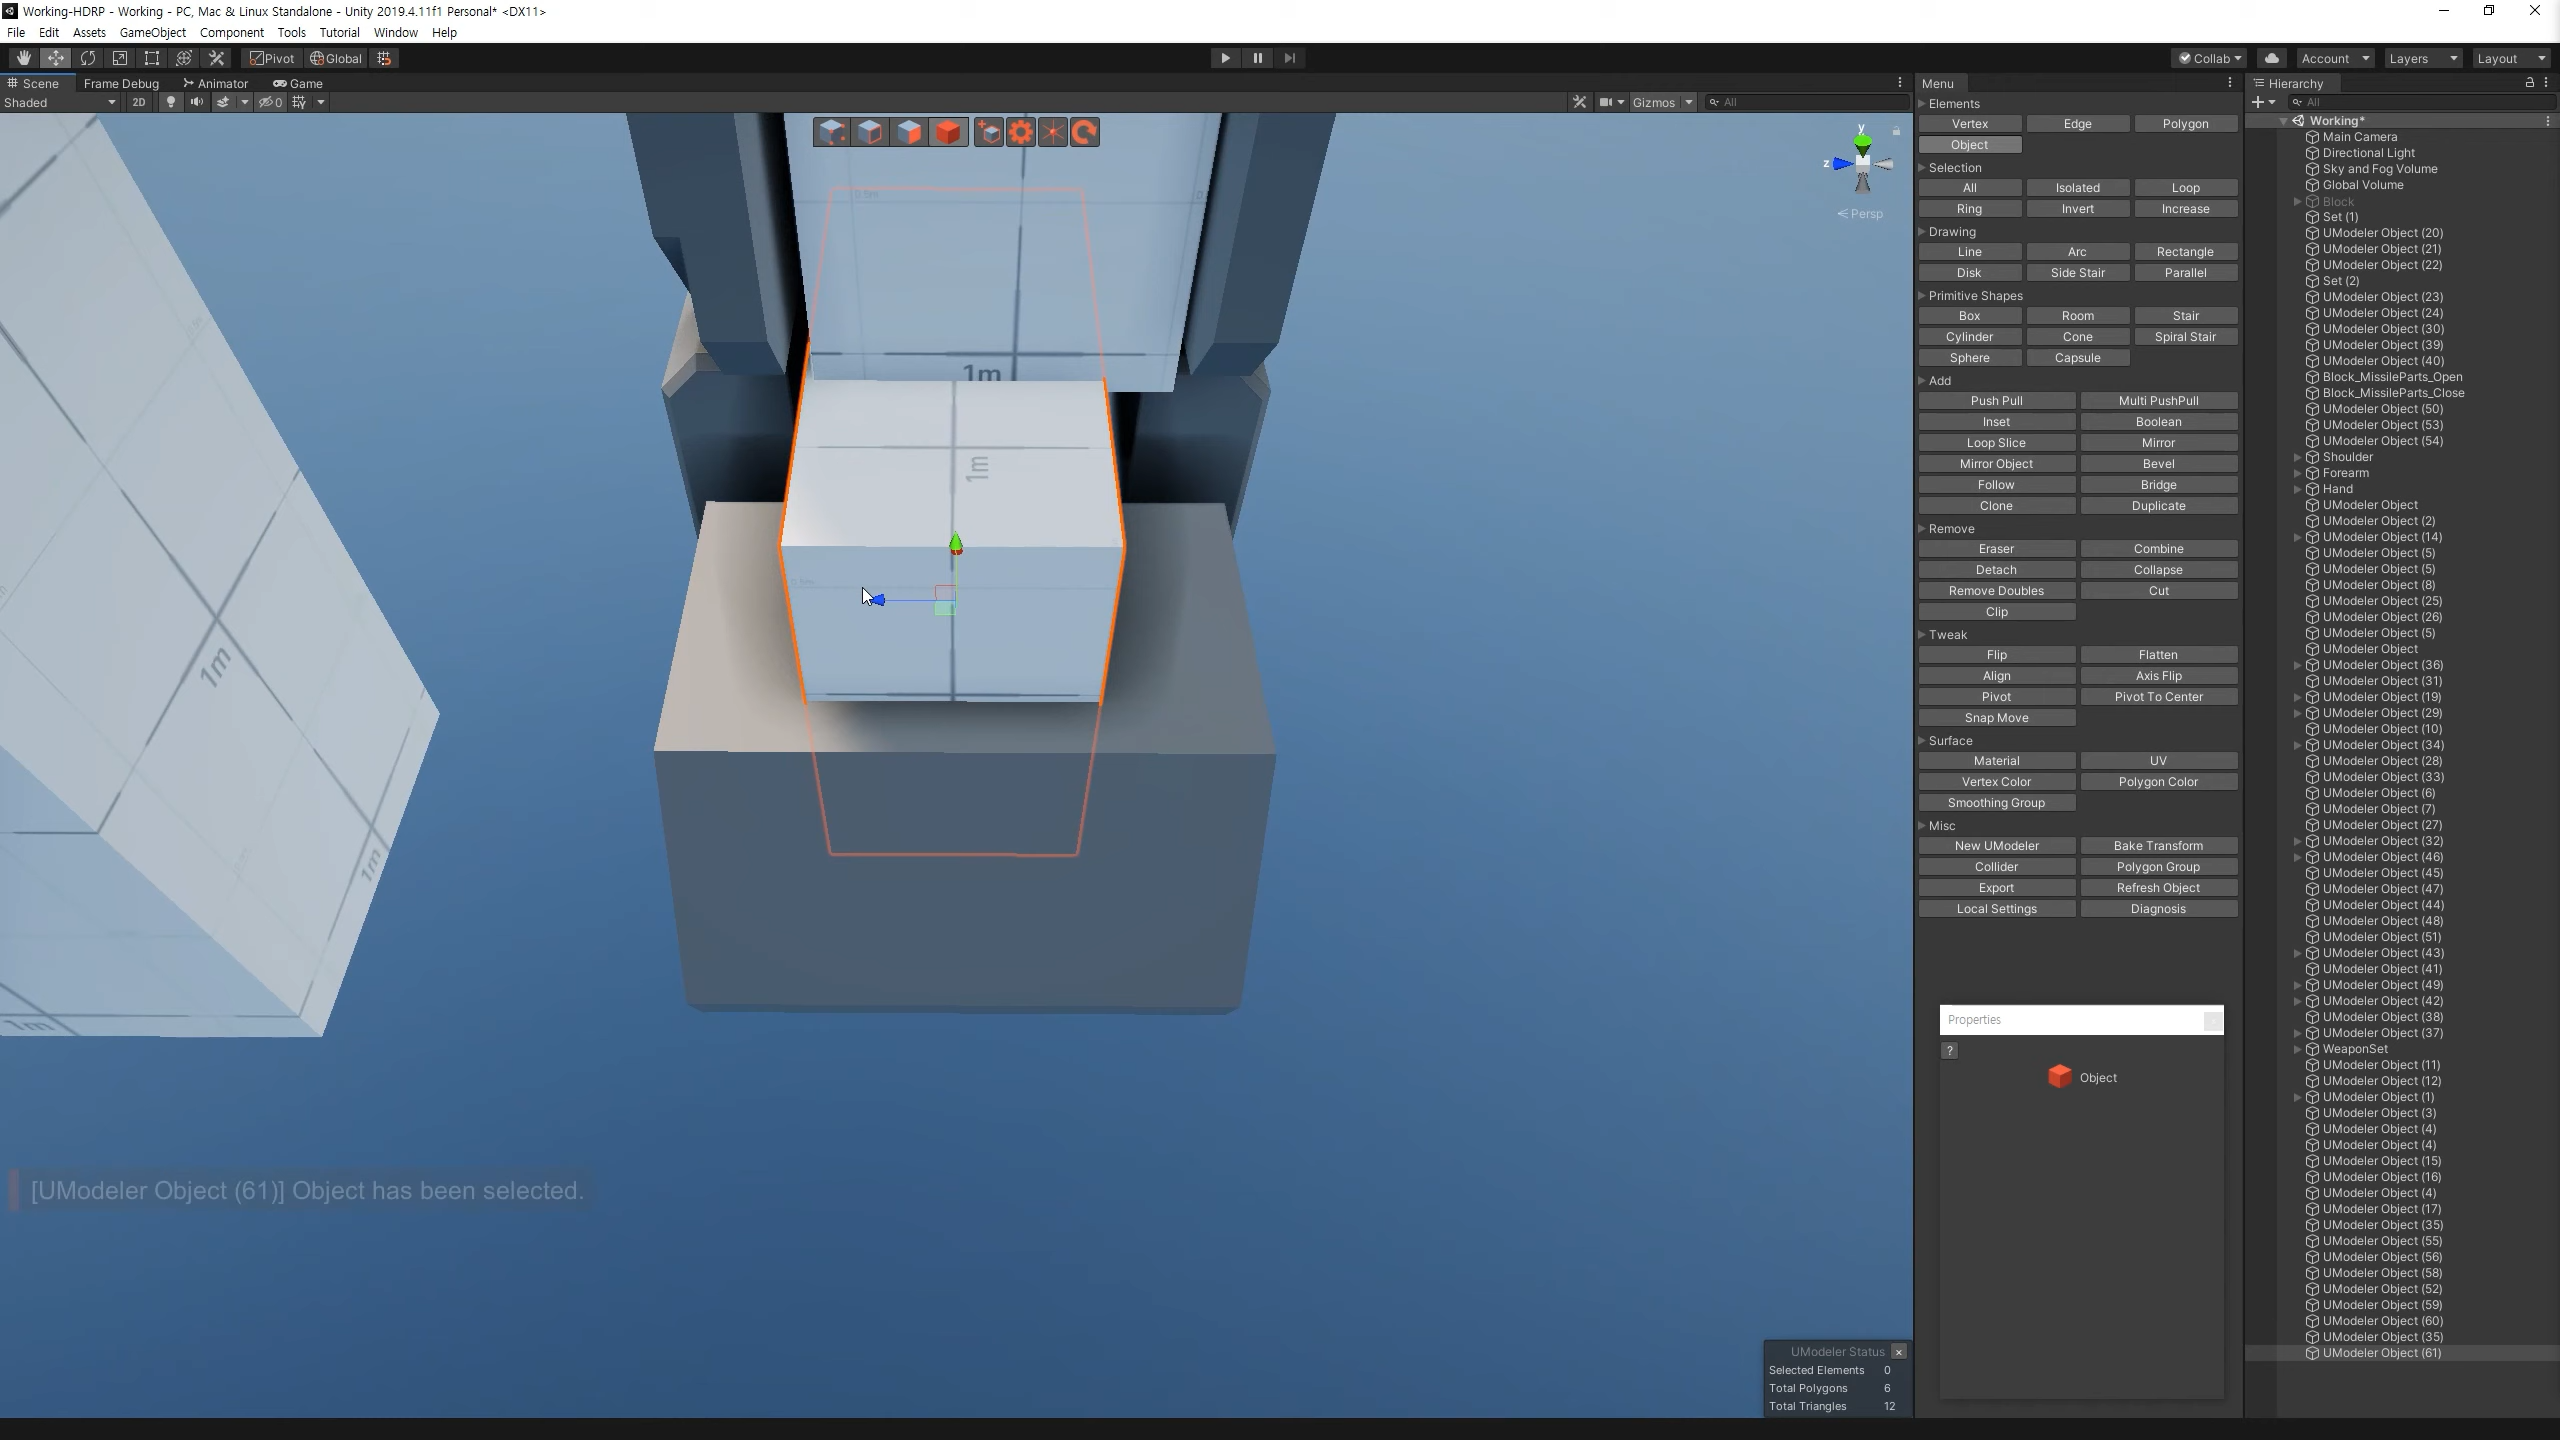 Working-HDRP - Working - PC, Mac & Linux Standalone - Unity 2019.4.11f1 Personal* <DX11>
File Edit Assets GameObject Component Tools Tutorial Window Help
Pivot Global Collab Account Layers Layout
Scene Frame Debug Animator Game
Shaded 2D 0 Gizmos All
Persp
1m
1m
1m
1m
1m
[UModeler Object (61)] Object has been selected.
UModeler Status
Selected Elements 0
Total Polygons 6
Total Triangles 12
Menu
Elements
Vertex Edge Polygon
Object
Selection
All Isolated Loop
Ring Invert Increase
Drawing
Line Arc Rectangle
Disk Side Stair Parallel
Primitive Shapes
Box Room Stair
Cylinder Cone Spiral Stair
Sphere Capsule
Add
Push Pull Multi PushPull
Inset Boolean
Loop Slice Mirror
Mirror Object Bevel
Follow Bridge
Clone Duplicate
Remove
Eraser Combine
Detach Collapse
Remove Doubles Cut
Clip
Tweak
Flip Flatten
Align Axis Flip
Pivot Pivot To Center
Snap Move
Surface
Material UV
Vertex Color Polygon Color
Smoothing Group
Misc
New UModeler Bake Transform
Collider Polygon Group
Export Refresh Object
Local Settings Diagnosis
Properties
?
Object
Hierarchy
All
Working*
Main Camera
Directional Light
Sky and Fog Volume
Global Volume
Block
Set (1)
UModeler Object (20)
UModeler Object (21)
UModeler Object (22)
Set (2)
UModeler Object (23)
UModeler Object (24)
UModeler Object (30)
UModeler Object (39)
UModeler Object (40)
Block_MissileParts_Open
Block_MissileParts_Close
UModeler Object (50)
UModeler Object (53)
UModeler Object (54)
Shoulder
Forearm
Hand
UModeler Object
UModeler Object (2)
UModeler Object (14)
UModeler Object (5)
UModeler Object (5)
UModeler Object (8)
UModeler Object (25)
UModeler Object (26)
UModeler Object (5)
UModeler Object
UModeler Object (36)
UModeler Object (31)
UModeler Object (19)
UModeler Object (29)
UModeler Object (10)
UModeler Object (34)
UModeler Object (28)
UModeler Object (33)
UModeler Object (6)
UModeler Object (7)
UModeler Object (27)
UModeler Object (32)
UModeler Object (46)
UModeler Object (45)
UModeler Object (47)
UModeler Object (44)
UModeler Object (48)
UModeler Object (51)
UModeler Object (43)
UModeler Object (41)
UModeler Object (49)
UModeler Object (42)
UModeler Object (38)
UModeler Object (37)
WeaponSet
UModeler Object (11)
UModeler Object (12)
UModeler Object (1)
UModeler Object (3)
UModeler Object (4)
UModeler Object (4)
UModeler Object (15)
UModeler Object (16)
UModeler Object (4)
UModeler Object (17)
UModeler Object (35)
UModeler Object (55)
UModeler Object (56)
UModeler Object (58)
UModeler Object (52)
UModeler Object (59)
UModeler Object (60)
UModeler Object (35)
UModeler Object (61)